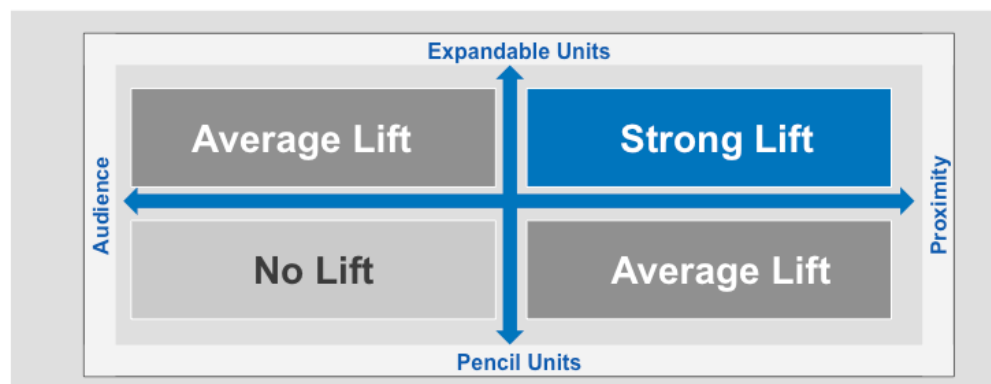 Expandable Units
Average Lift
Strong Lift
Audience
Proximity
No Lift
Average Lift
Pencil Units